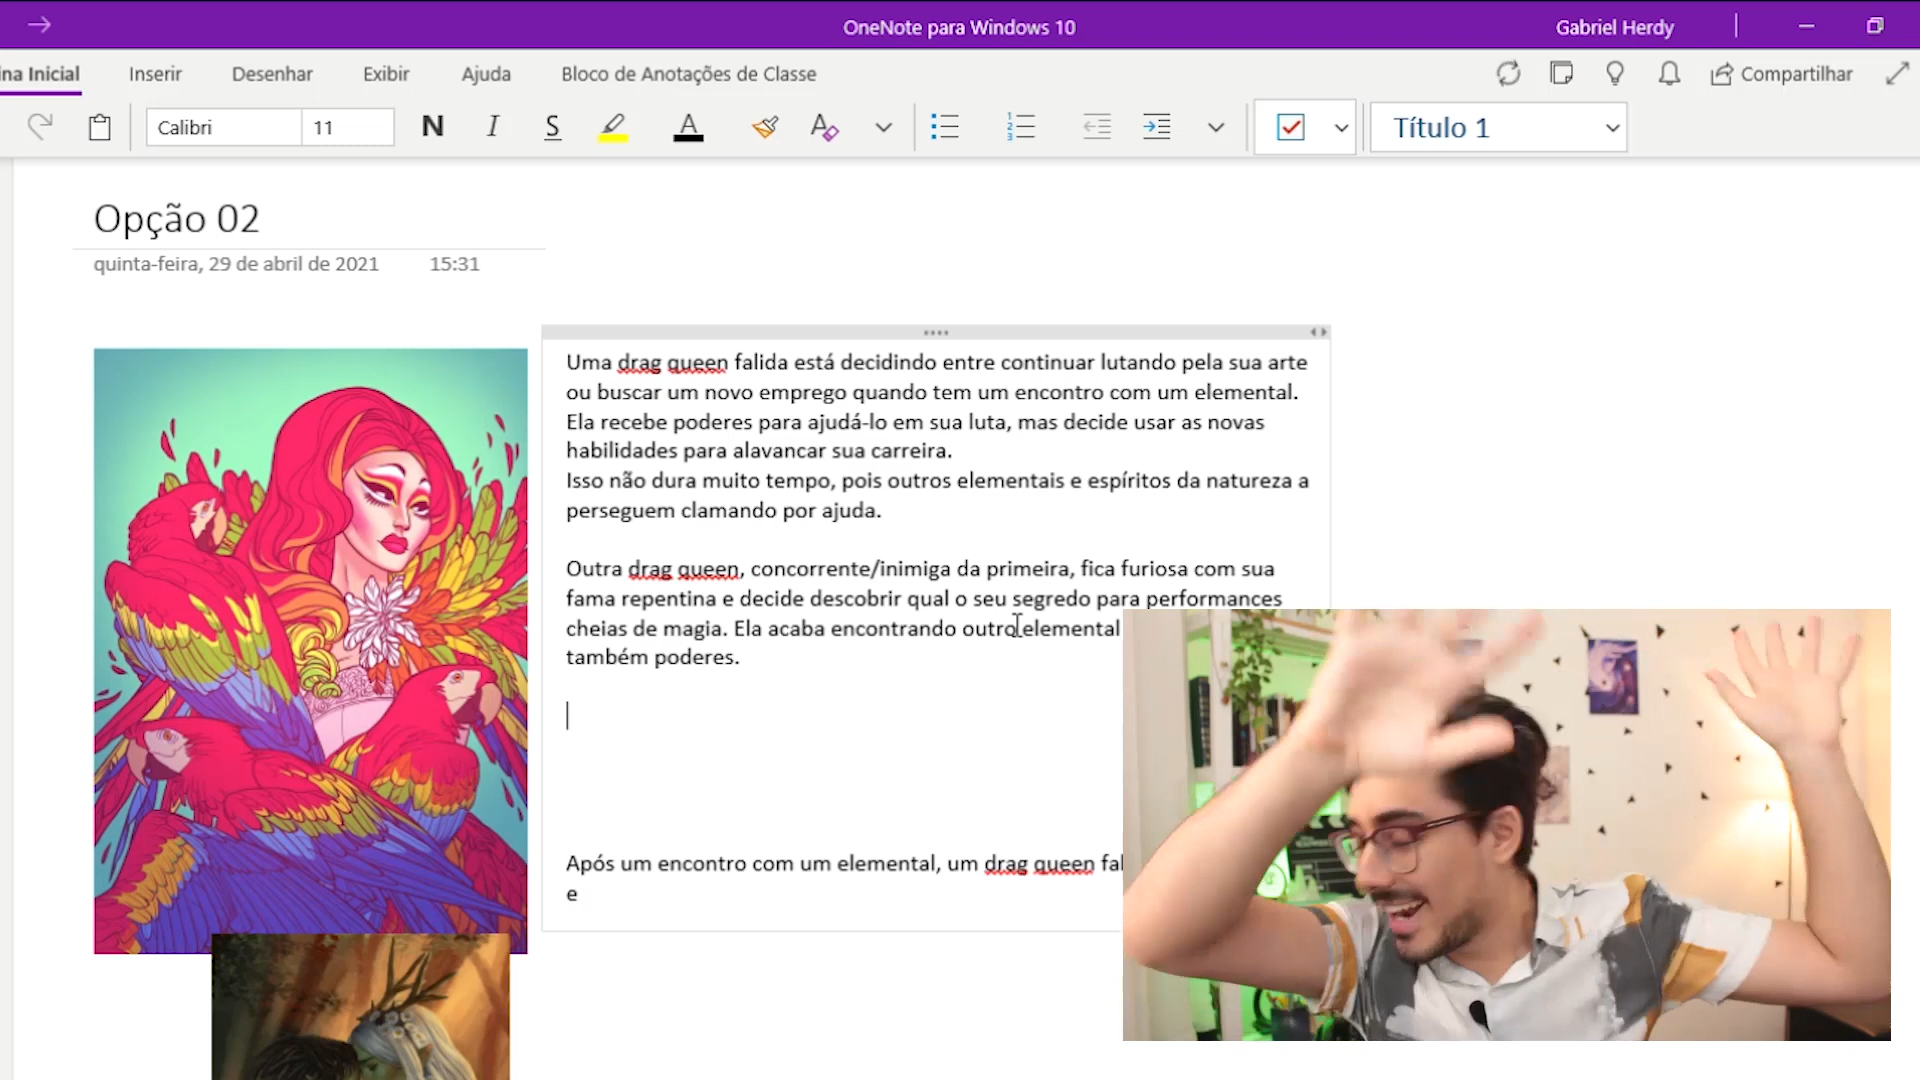 OneNote para Windows 10
Gabriel Herdy
Inicial
Inserir
Desenhar
Exibir
Ajuda
Bloco de Anotações de Classe
Compartilhar
Calibri
11
N
I
S
A
A
Título 1
Opção 02
quinta-feira, 29 de abril de 2021 15:31
Uma drag queen falida está decidindo entre continuar lutando pela sua arte
ou buscar um novo emprego quando tem um encontro com um elemental.
Ela recebe poderes para ajudá-lo em sua luta, mas decide usar as novas
habilidades para alavancar sua carreira.
Isso não dura muito tempo, pois outros elementais e espíritos da natureza a
perseguem clamando por ajuda.
Outra drag queen, concorrente/inimiga da primeira, fica furiosa com sua
fama repentina e decide descobrir qual o seu segredo para performances
cheias de magia. Ela acaba encontrando outro elemental
também poderes.
Após um encontro com um elemental, um drag queen
e